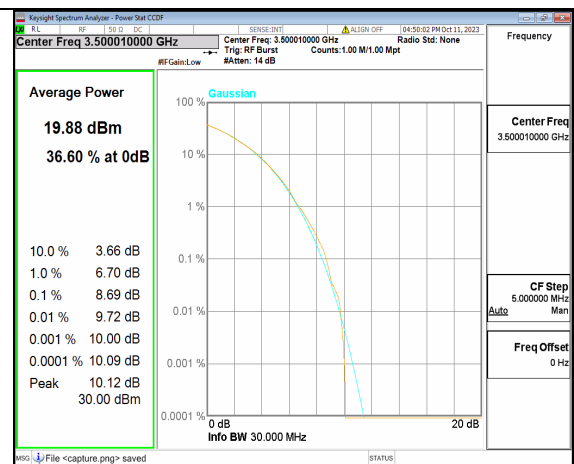 Keysight Spectrum Analyzer - Power Stat CCDF
RL RF 50 Ω DC SENSE:INT ALIGN OFF 04:50:02 PM Oct 11, 2023
Center Freq 3.500010000 GHz
Center Freq: 3.500010000 GHz Radio Std: None
Trig: RF Burst Counts:1.00 M/1.00 Mpt
#IFGain:Low #Atten: 14 dB
Frequency
Average Power
19.88 dBm
36.60 % at 0dB
10.0 % 3.66 dB
1.0 % 6.70 dB
0.1 % 8.69 dB
0.01 % 9.72 dB
0.001 % 10.00 dB
0.0001 % 10.09 dB
Peak 10.12 dB
30.00 dBm
Gaussian
100 %
10 %
1 %
0.1 %
0.01 %
0.001 %
0.0001 %
0 dB 20 dB
Info BW 30.000 MHz
Center Freq
3.500010000 GHz
CF Step
5.000000 MHz
Auto Man
Freq Offset
0 Hz
MSG File <capture.png> saved STATUS